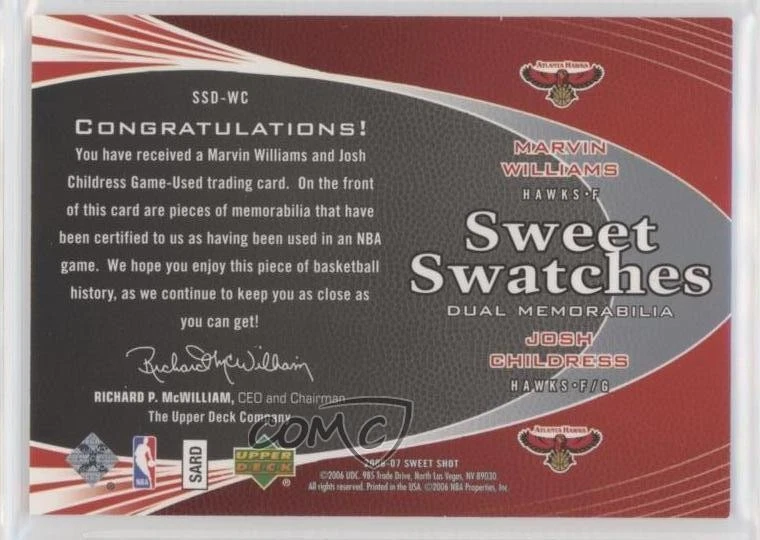 SSD-WC
CONGRATULATIONS!
You have received a Marvin Williams and Josh
Childress Game-Used trading card. On the front
of this card are pieces of memorabilia that have
been certified to us as having been used in an NBA
game. We hope you enjoy this piece of basketball
history, as we continue to keep you as close as
you can get!
Richard McWilliam
RICHARD P. McWILLIAM, CEO and Chairman
The Upper Deck Company
ATLANTA HAWKS
MARVIN
WILLIAMS
HAWKS•F
Sweet
Swatches
DUAL MEMORABILIA
JOSH
CHILDRESS
HAWKS•F/G
ATLANTA HAWKS
NBA
SARD
UPPER
DECK
®
COMC
2006-07 SWEET SHOT
©2006 UDC. 985 Trade Drive, North Las Vegas, NV 89030.
All rights reserved. Printed in the USA. ©2006 NBA Properties, Inc.